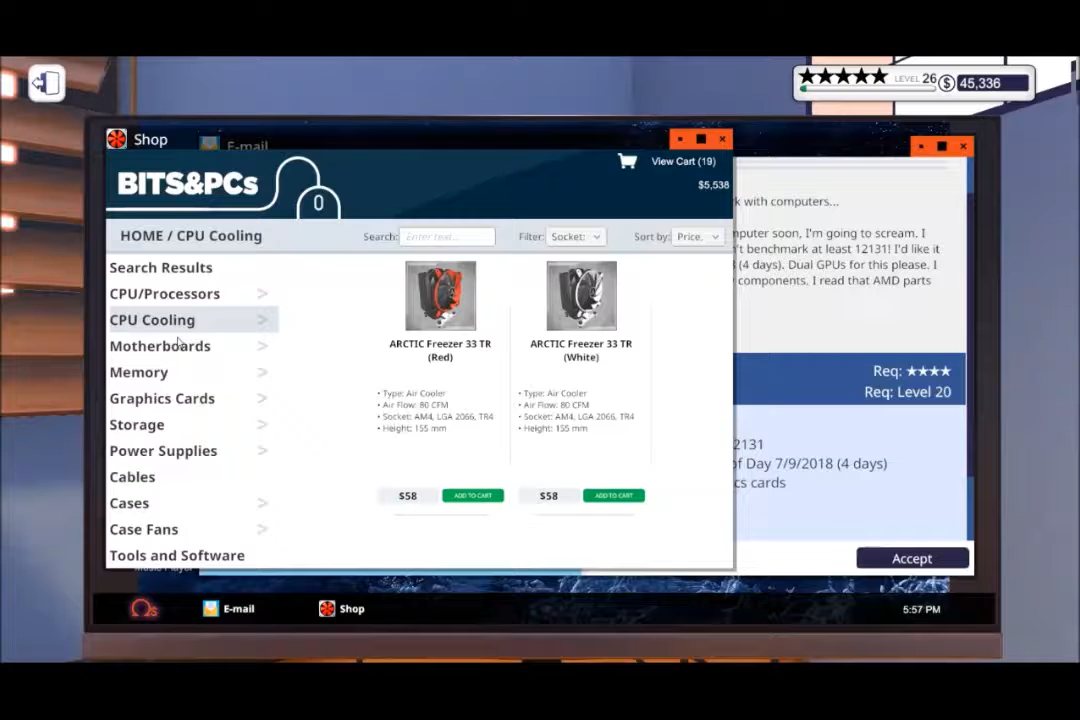 LEVEL 26
$ 45,336
Shop
E-mail
BITS&PCs
View Cart (19)
$5,538
HOME / CPU Cooling
Search:
Enter text...
Filter:
Socket:
Sort by:
Price,
Search Results
CPU/Processors >
CPU Cooling >
Motherboards >
Memory >
Graphics Cards >
Storage >
Power Supplies >
Cables
Cases >
Case Fans >
Tools and Software
ARCTIC Freezer 33 TR
(Red)
• Type: Air Cooler
• Air Flow: 80 CFM
• Socket: AM4, LGA 2066, TR4
• Height: 155 mm
$58
ADD TO CART
ARCTIC Freezer 33 TR
(White)
• Type: Air Cooler
• Air Flow: 80 CFM
• Socket: AM4, LGA 2066, TR4
• Height: 155 mm
$58
ADD TO CART
k with computers...
nputer soon, I'm going to scream. I
't benchmark at least 12131! I'd like it
(4 days). Dual GPUs for this please. I
components, I read that AMD parts
Req: ★★★★
Req: Level 20
2131
of Day 7/9/2018 (4 days)
cs cards
Accept
Music Player
Os
E-mail
Shop
5:57 PM